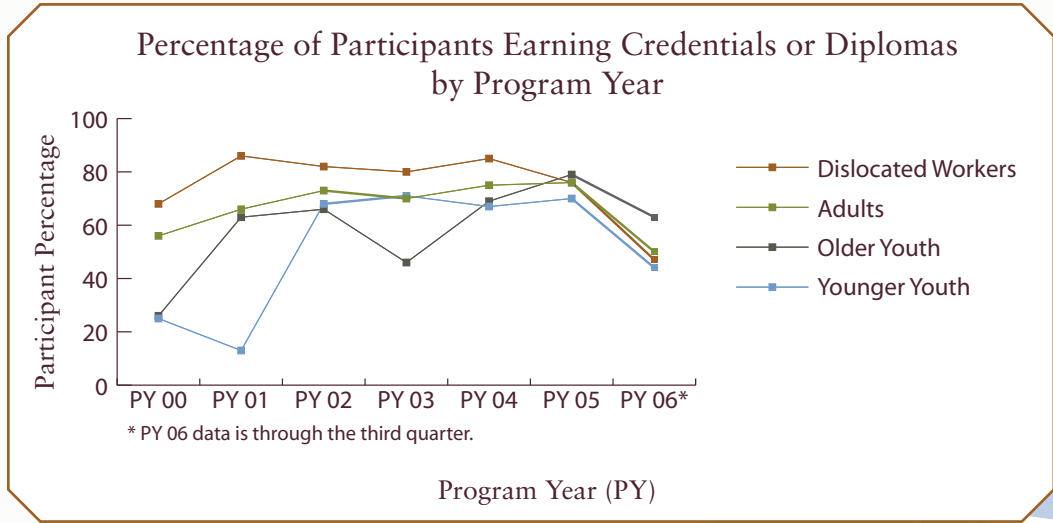 Percentage of Participants Earning Credentials or Diplomas
by Program Year
Participant Percentage
100
80
60
40
20
0
PY 00 PY 01 PY 02 PY 03 PY 04 PY 05 PY 06*
* PY 06 data is through the third quarter.
Program Year (PY)
Dislocated Workers
Adults
Older Youth
Younger Youth